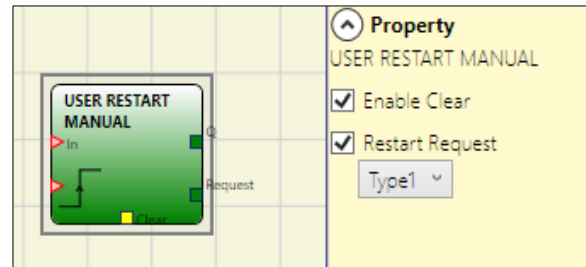 USER RESTART
MANUAL
In
Q
Request
Clear
Property
USER RESTART MANUAL
Enable Clear
Restart Request
Type1